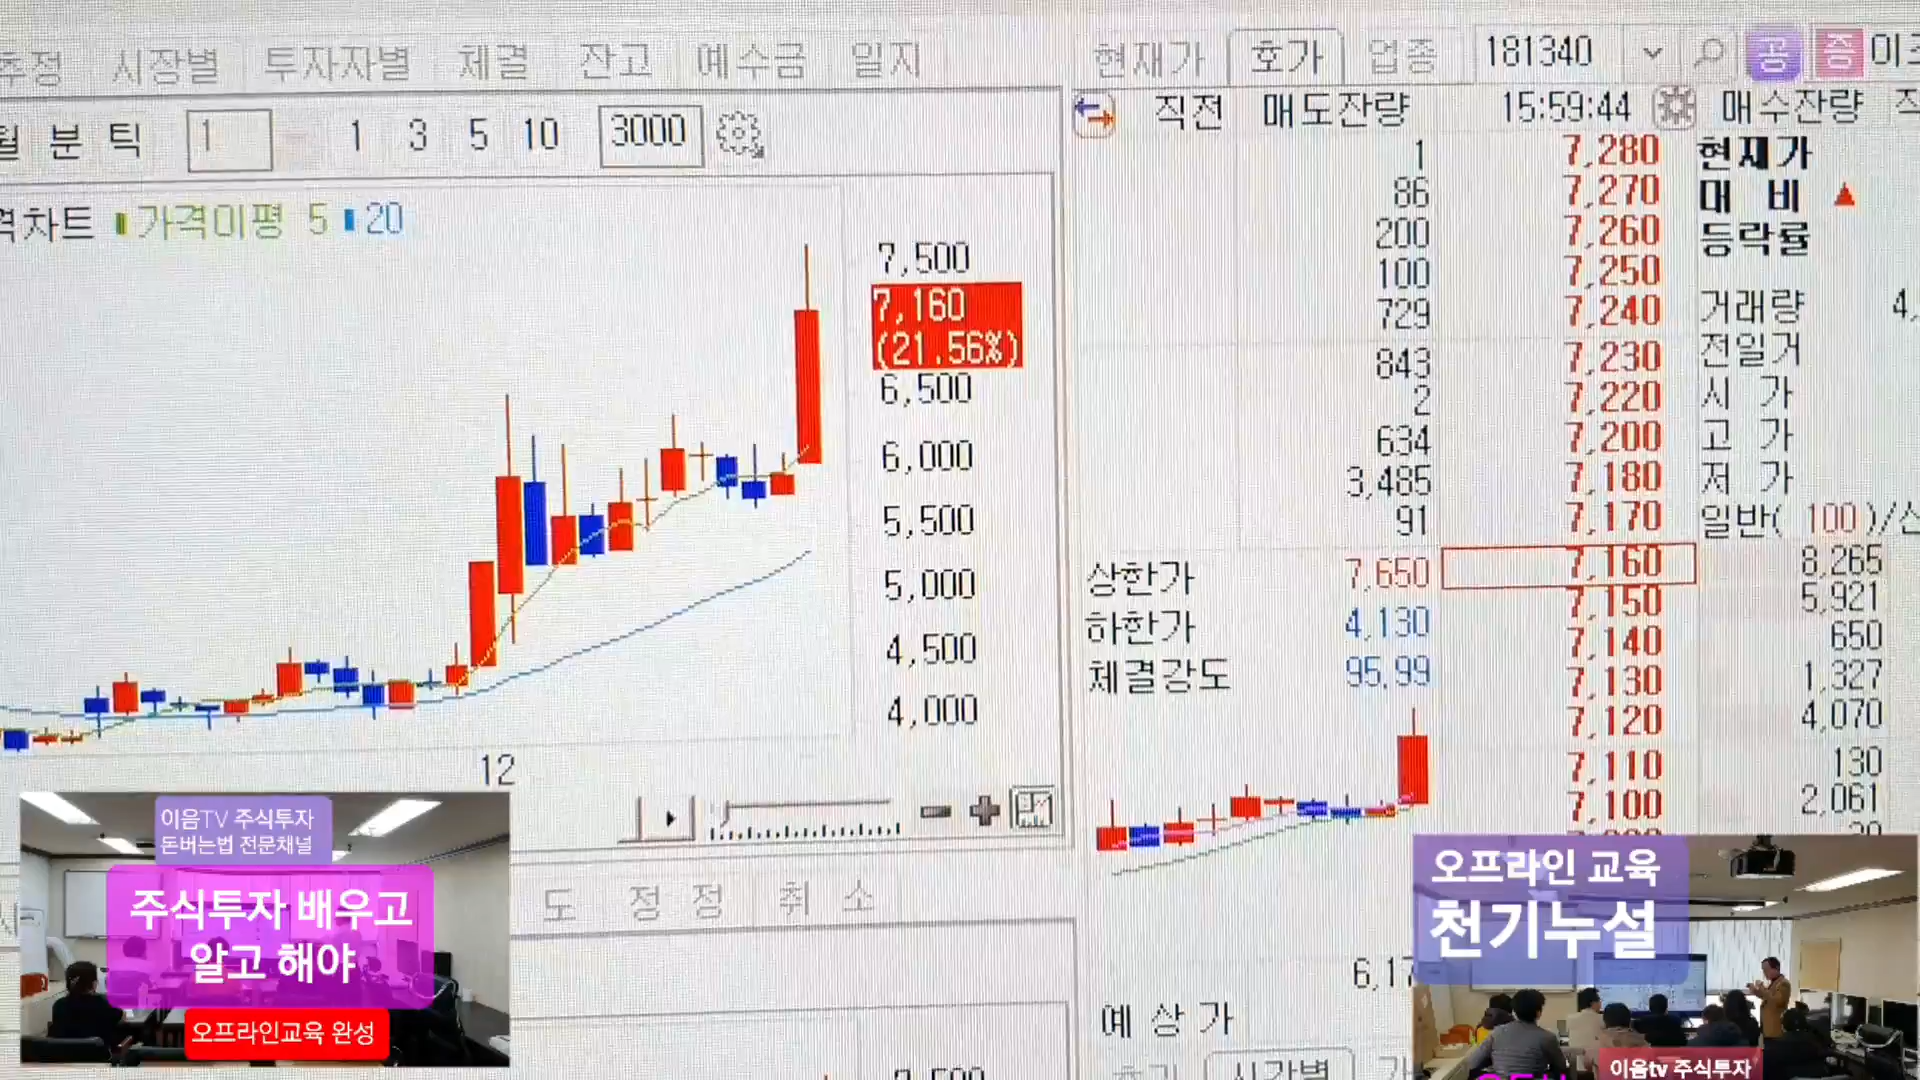 추정 시장별 투자자별 체결 잔고 예수금 일지
월 분 틱 1 1 3 5 10 3000
격차트 가격이평 5 20
7,500
7,160
(21.56%)
6,500
6,000
5,500
5,000
4,500
4,000
12
도 정 정 취 소
현재가 호가 업종 181340 공 증
직전 매도잔량 15:59:44 매수잔량
1 7,280 현재가
86 7,270 대 비 ▲
200 7,260 등락률
100 7,250
729 7,240 거래량
843 7,230 전일거
2 7,220 시 가
634 7,200 고 가
3,485 7,180 저 가
91 7,170 일반( 100)/신
7,160 8,265
상한가 7,650 7,150 5,921
하한가 4,130 7,140 650
체결강도 95,99 7,130 1,327
7,120 4,070
7,110 130
7,100 2,061
예 상 가
시간별
이음TV 주식투자
돈버는법 전문채널
주식투자 배우고
알고 해야
오프라인교육 완성
오프라인 교육
천기누설
이음tv 주식투자